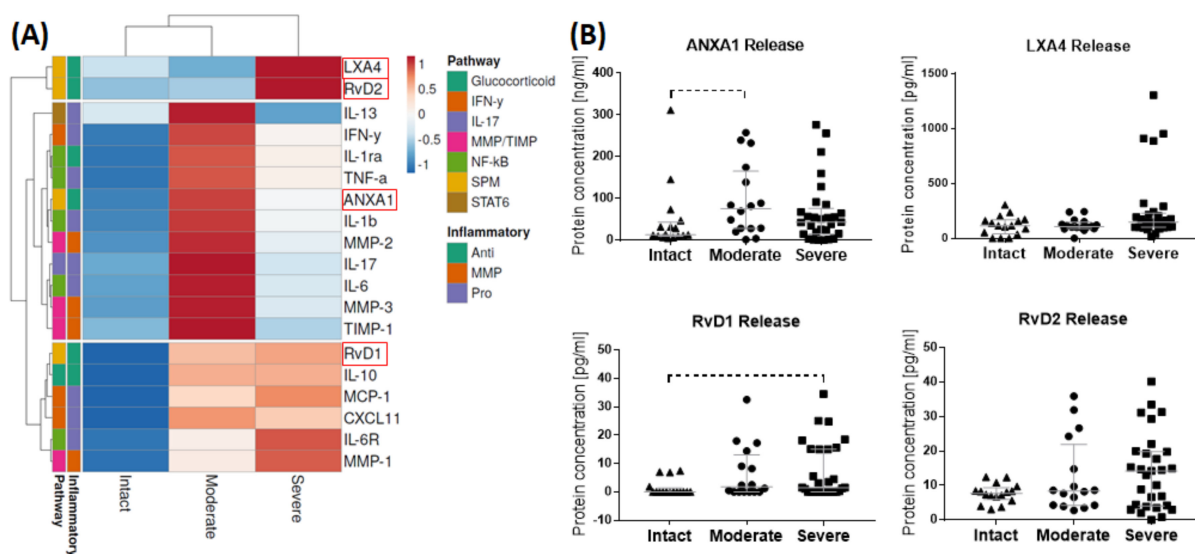 (A)
LXA4
RvD2
IL-13
IFN-y
IL-1ra
TNF-a
ANXA1
IL-1b
MMP-2
IL-17
IL-6
MMP-3
TIMP-1
RvD1
IL-10
MCP-1
CXCL11
IL-6R
MMP-1
Pathway
Inflammatory
Intact
Moderate
Severe
1
0.5
0
-0.5
-1
Pathway
Glucocorticoid
IFN-y
IL-17
MMP/TIMP
NF-kB
SPM
STAT6
Inflammatory
Anti
MMP
Pro
(B)
ANXA1 Release
Protein concentration [ng/ml]
400
300
200
100
0
Intact Moderate Severe
LXA4 Release
Protein concentration [pg/ml]
1500
1000
500
0
Intact Moderate Severe
RvD1 Release
Protein concentration [pg/ml]
50
40
30
20
10
0
-10
Intact Moderate Severe
RvD2 Release
Protein concentration [pg/ml]
50
40
30
20
10
0
Intact Moderate Severe